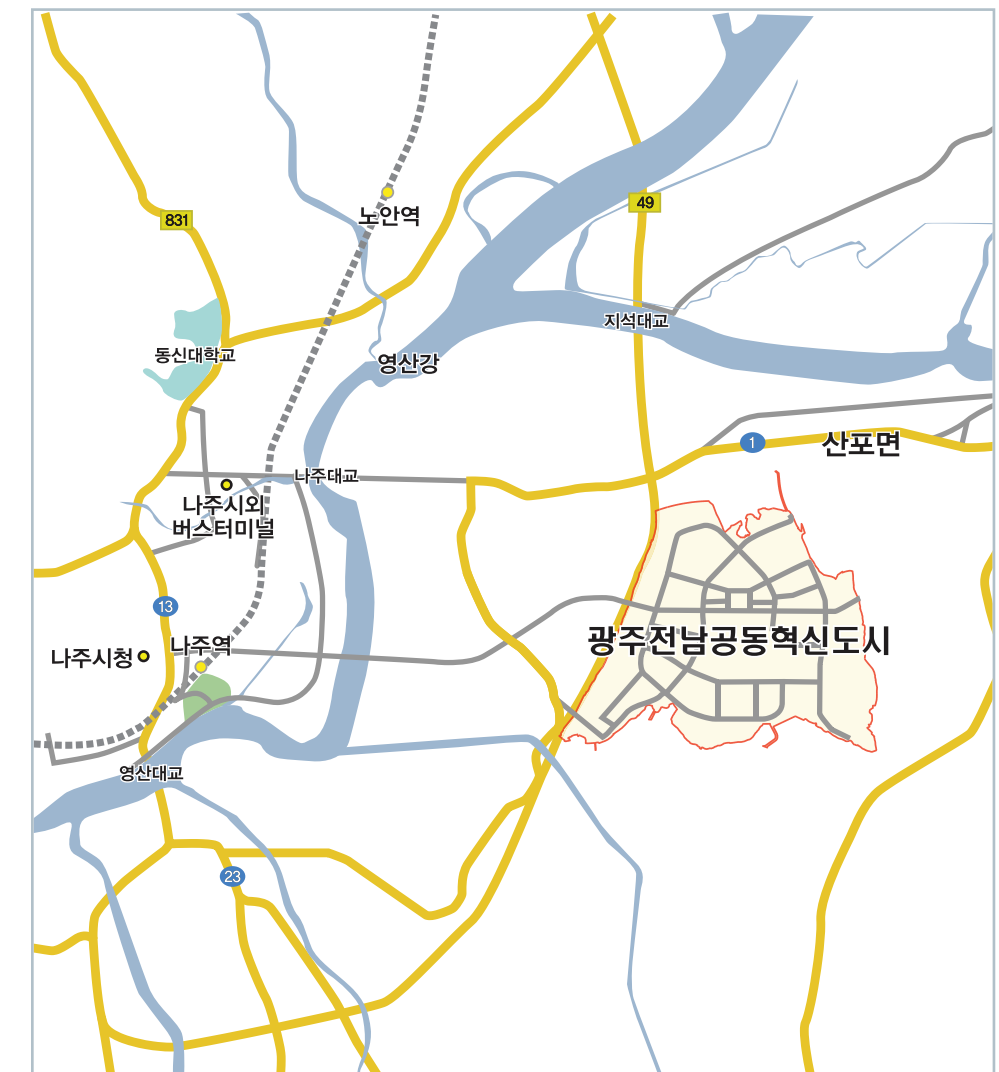 노안역
831
49
지석대교
동신대학교
영산강
1
산포면
나주대교
나주시외
버스터미널
13
광주전남공동혁신도시
나주역
나주시청
영산대교
23